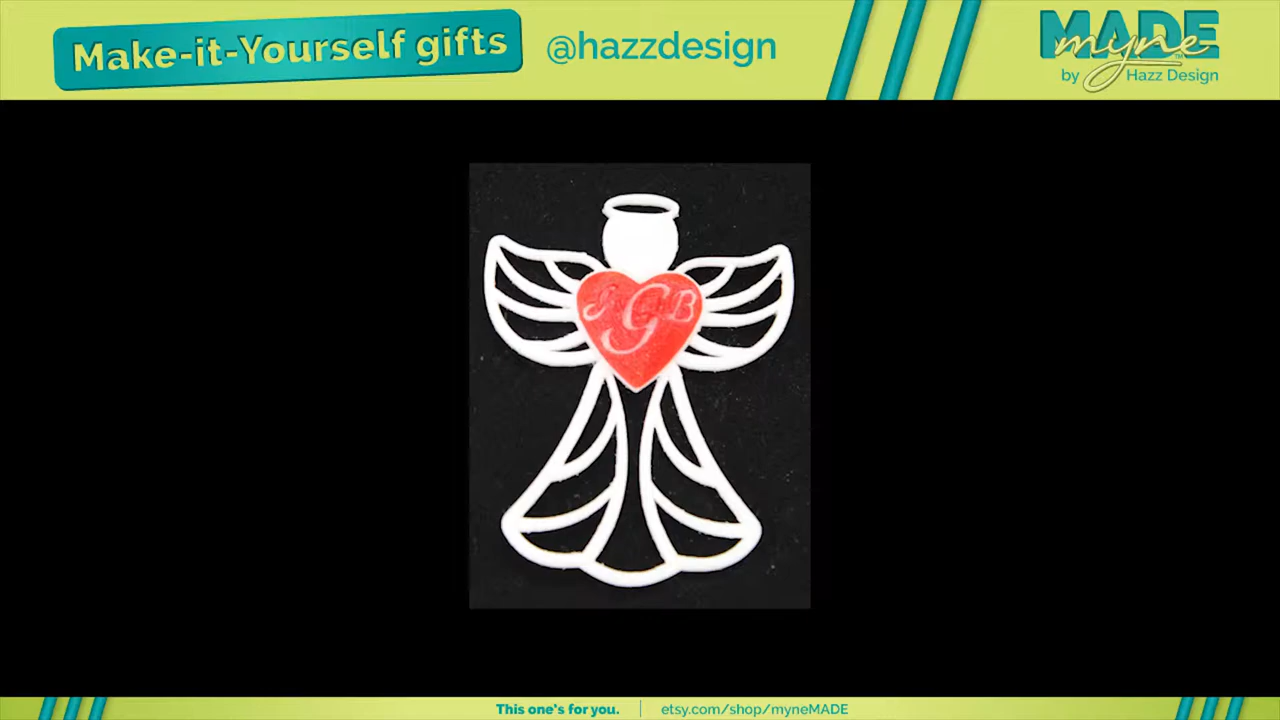 Make-it-Yourself gifts
@hazzdesign
MADE
myne
by Hazz Design
G B
This one's for you.
etsy.com/shop/myneMADE